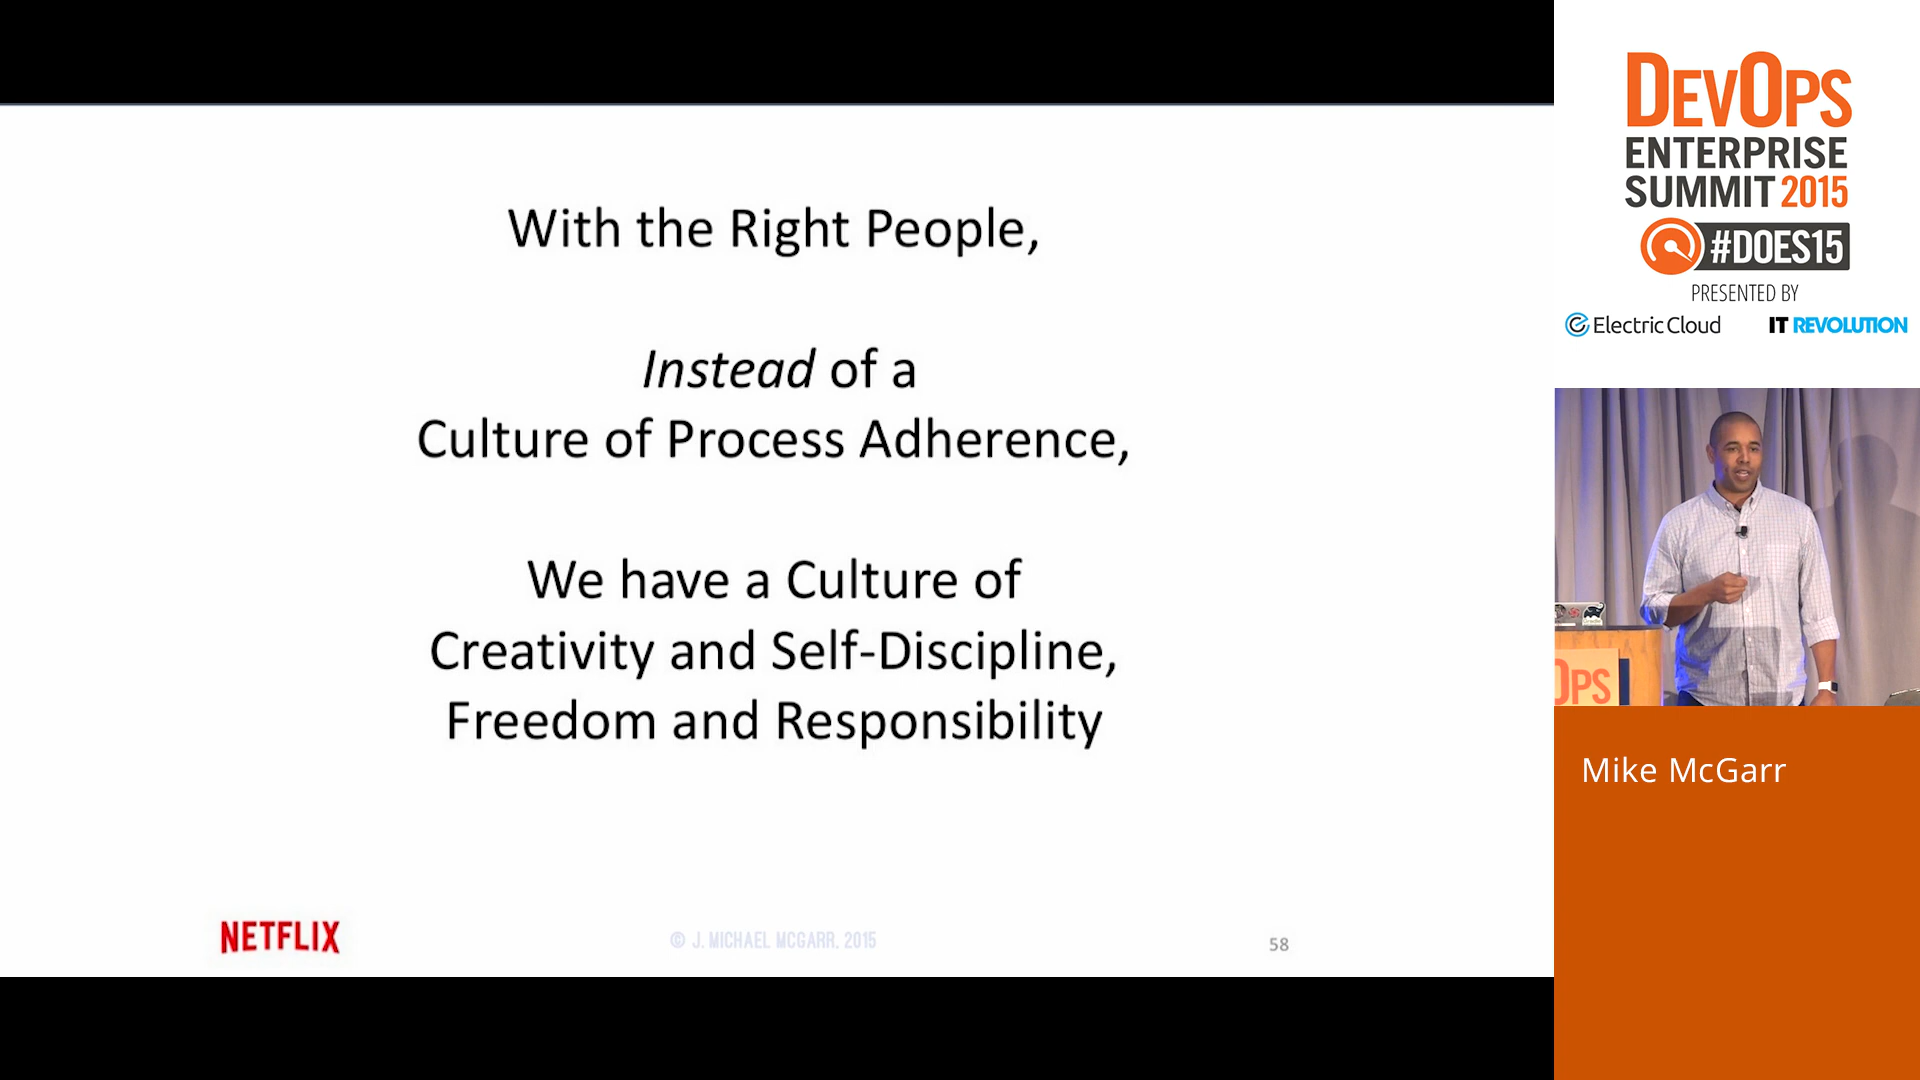 With the Right People,
Instead of a
Culture of Process Adherence,
We have a Culture of
Creativity and Self-Discipline,
Freedom and Responsibility
NETFLIX
© J. MICHAEL MCGARR, 2015
58
DEVOPS
ENTERPRISE
SUMMIT 2015
#DOES15
PRESENTED BY
Electric Cloud
IT REVOLUTION
OPS
Mike McGarr